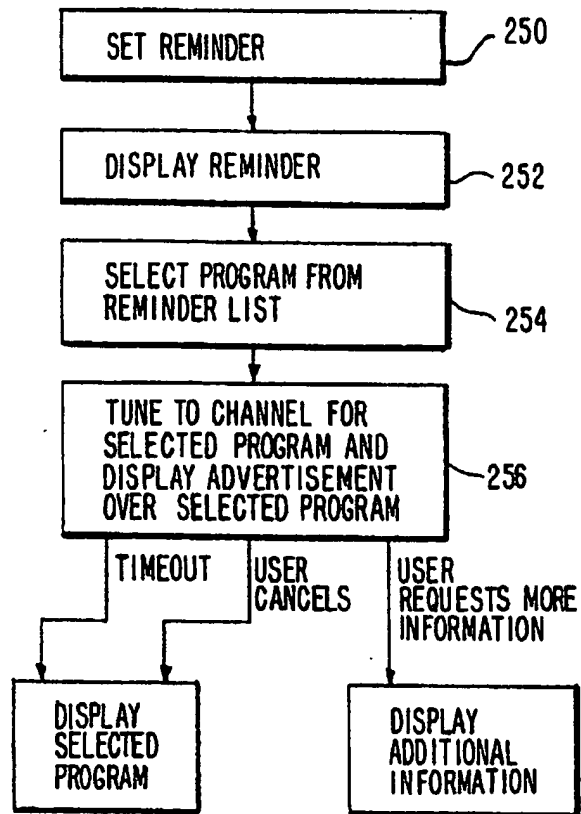 SET REMINDER
250
DISPLAY REMINDER
252
SELECT PROGRAM FROM
REMINDER LIST
254
TUNE TO CHANNEL FOR
SELECTED PROGRAM AND
DISPLAY ADVERTISEMENT
OVER SELECTED PROGRAM
256
TIMEOUT
USER
CANCELS
USER
REQUESTS MORE
INFORMATION
DISPLAY
SELECTED
PROGRAM
DISPLAY
ADDITIONAL
INFORMATION